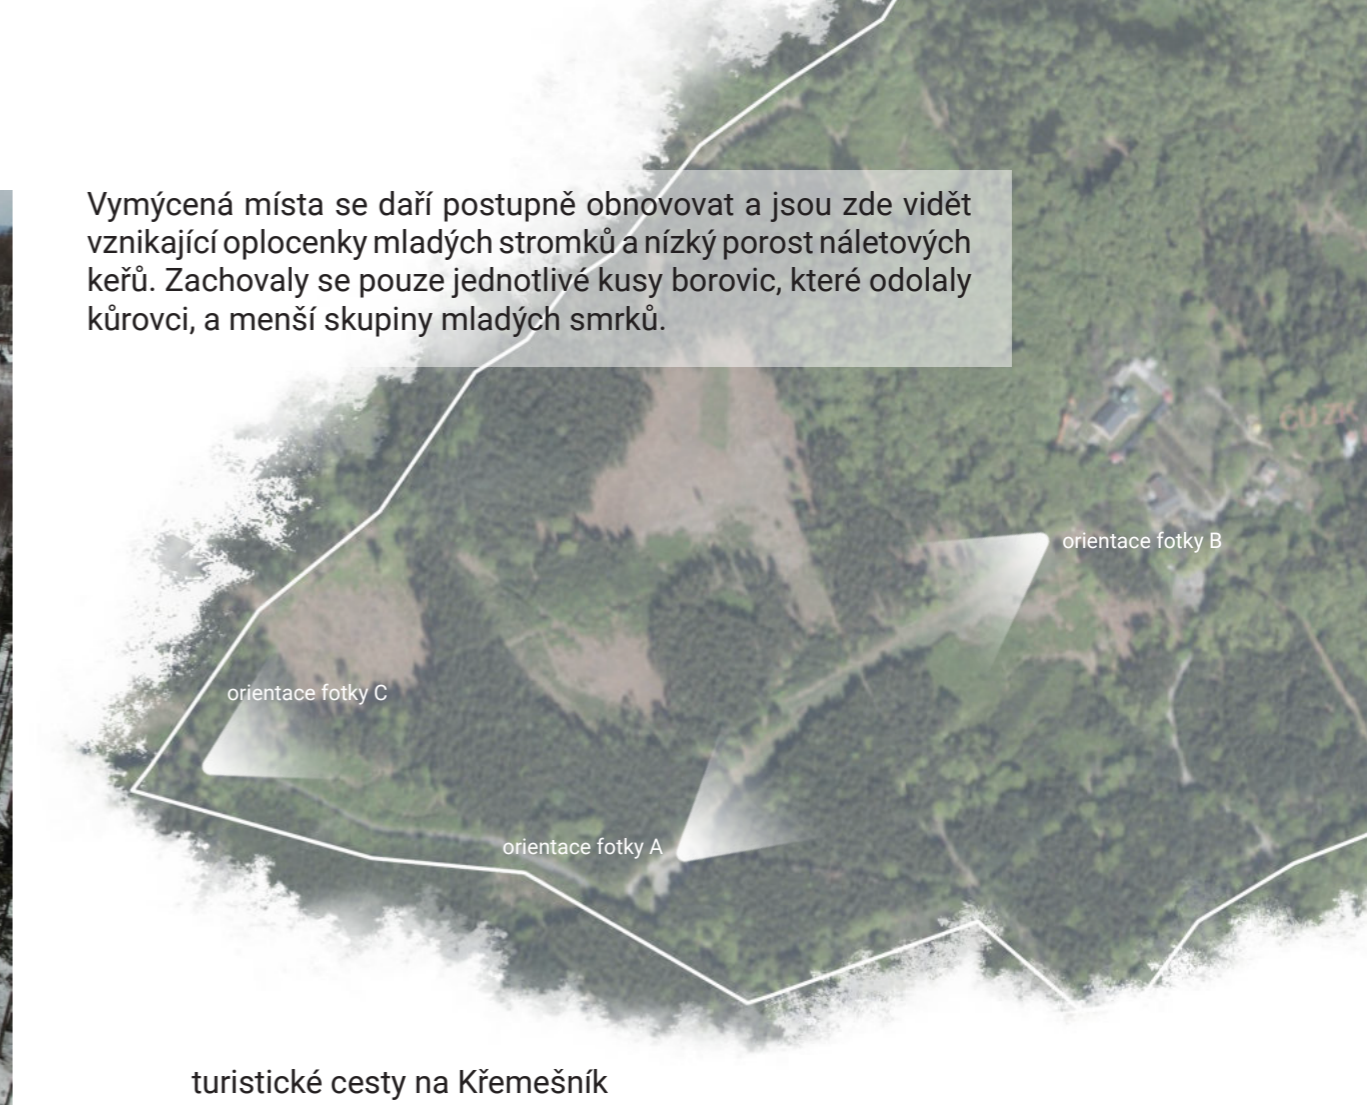 Vymýcená místa se daří postupně obnovovat a jsou zde vidět
vznikající oplocenky mladých stromků a nízký porost náletových
keřů. Zachovaly se pouze jednotlivé kusy borovic, které odolaly
kůrovci, a menší skupiny mladých smrků.
ČÚZK
orientace fotky B
orientace fotky C
orientace fotky A
turistické cesty na Křemešník